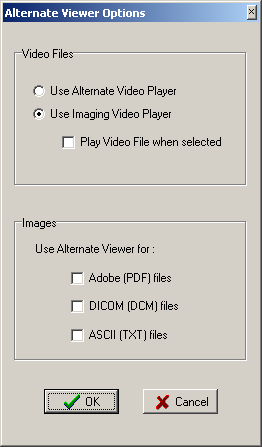 Alternate Viewer Options
Video Files
Use Alternate Video Player
Use Imaging Video Player
Play Video File when selected
Images
Use Alternate Viewer for :
Adobe (PDF) files
DICOM (DCM) files
ASCII (TXT) files
OK Cancel